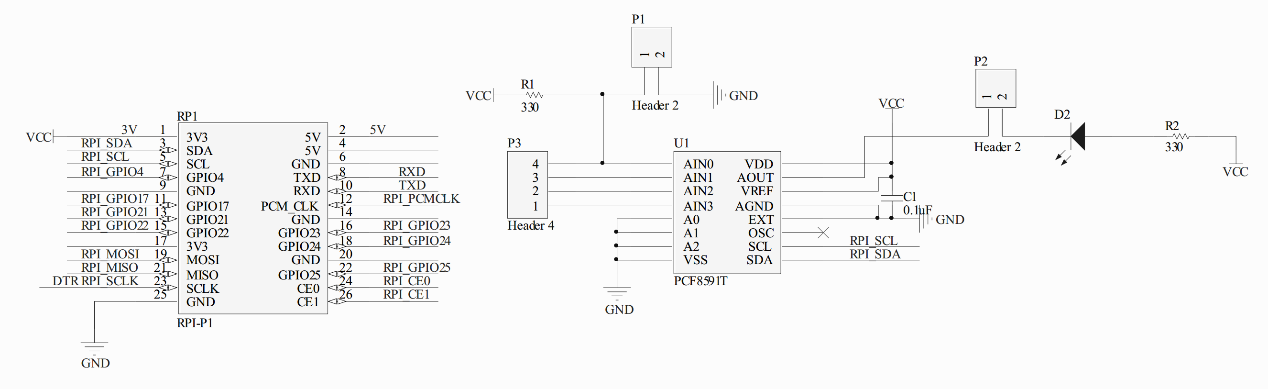 P1
1 2
Header 2
VCC
R1
330
GND
P2
1 2
Header 2
D2
R2
330
VCC
RP1
VCC
3V 1 3V3 5V 2 5V
RPI_SDA 3 SDA 5V 4
RPI_SCL 5 SCL GND 6
RPI_GPIO4 7 GPIO4 TXD 8 RXD
9 GND RXD 10 TXD
RPI_GPIO17 11 GPIO17 PCM_CLK 12 RPI_PCMCLK
RPI_GPIO21 13 GPIO21 GND 14
RPI_GPIO22 15 GPIO22 GPIO23 16 RPI_GPIO23
17 3V3 GPIO24 18 RPI_GPIO24
RPI_MOSI 19 MOSI GND 20
RPI_MISO 21 MISO GPIO25 22 RPI_GPIO25
DTR RPI_SCLK 23 SCLK CE0 24 RPI_CE0
25 GND CE1 26 RPI_CE1
RPI-P1
GND
P3
4
3
2
1
Header 4
U1
AIN0 VDD
AIN1 AOUT
AIN2 VREF
AIN3 AGND
A0 EXT
A1 OSC
A2 SCL RPI_SCL
VSS SDA RPI_SDA
PCF8591T
GND
VCC
C1
0.1uF
GND